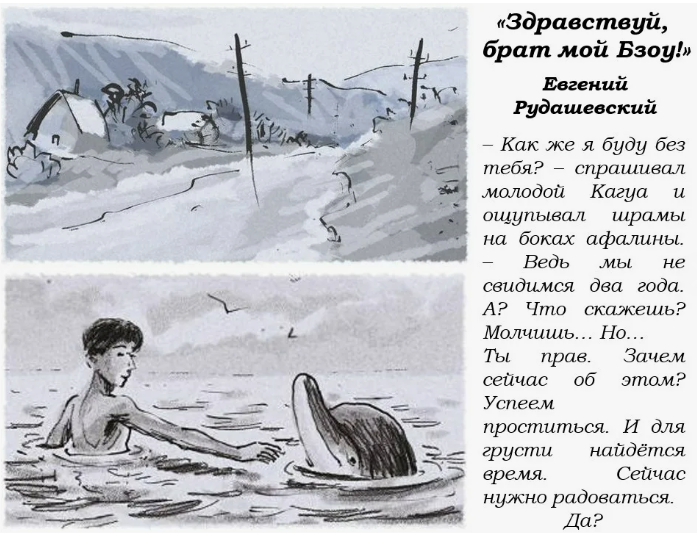 «Здравствуй,
брат мой Бзоу!»
Евгений
Рудашевский
– Как же я буду без
тебя? – спрашивал
молодой Кагуа и
ощупывал шрамы
на боках афалины.
– Ведь мы не
свидимся два года.
А? Что скажешь?
Молчишь... Но...
Ты прав. Зачем
сейчас об этом?
Успеем
проститься. И для
грусти найдётся
время. Сейчас
нужно радоваться.
Да?